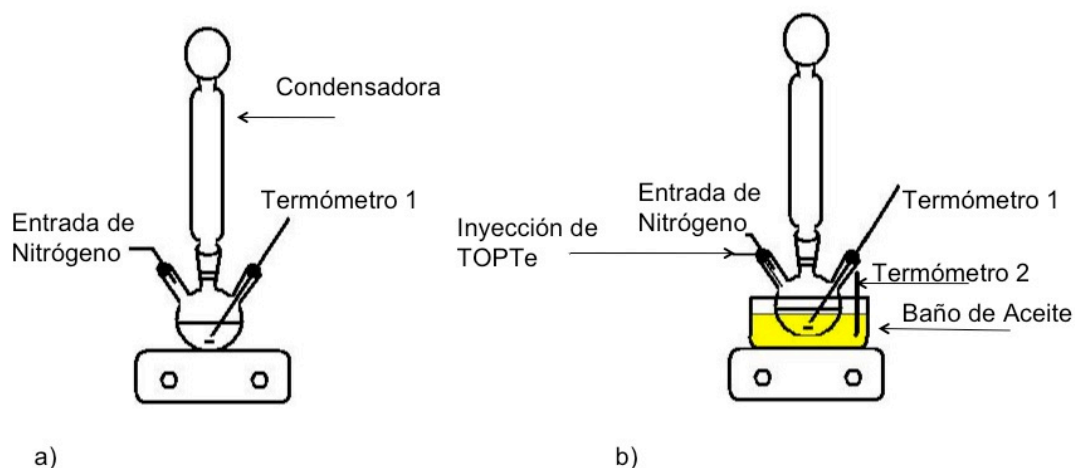 Condensadora
Termómetro 1
Entrada de
Nitrógeno
a)
Entrada de
Nitrógeno
Termómetro 1
Inyección de
TOPTe
Termómetro 2
Baño de Aceite
b)